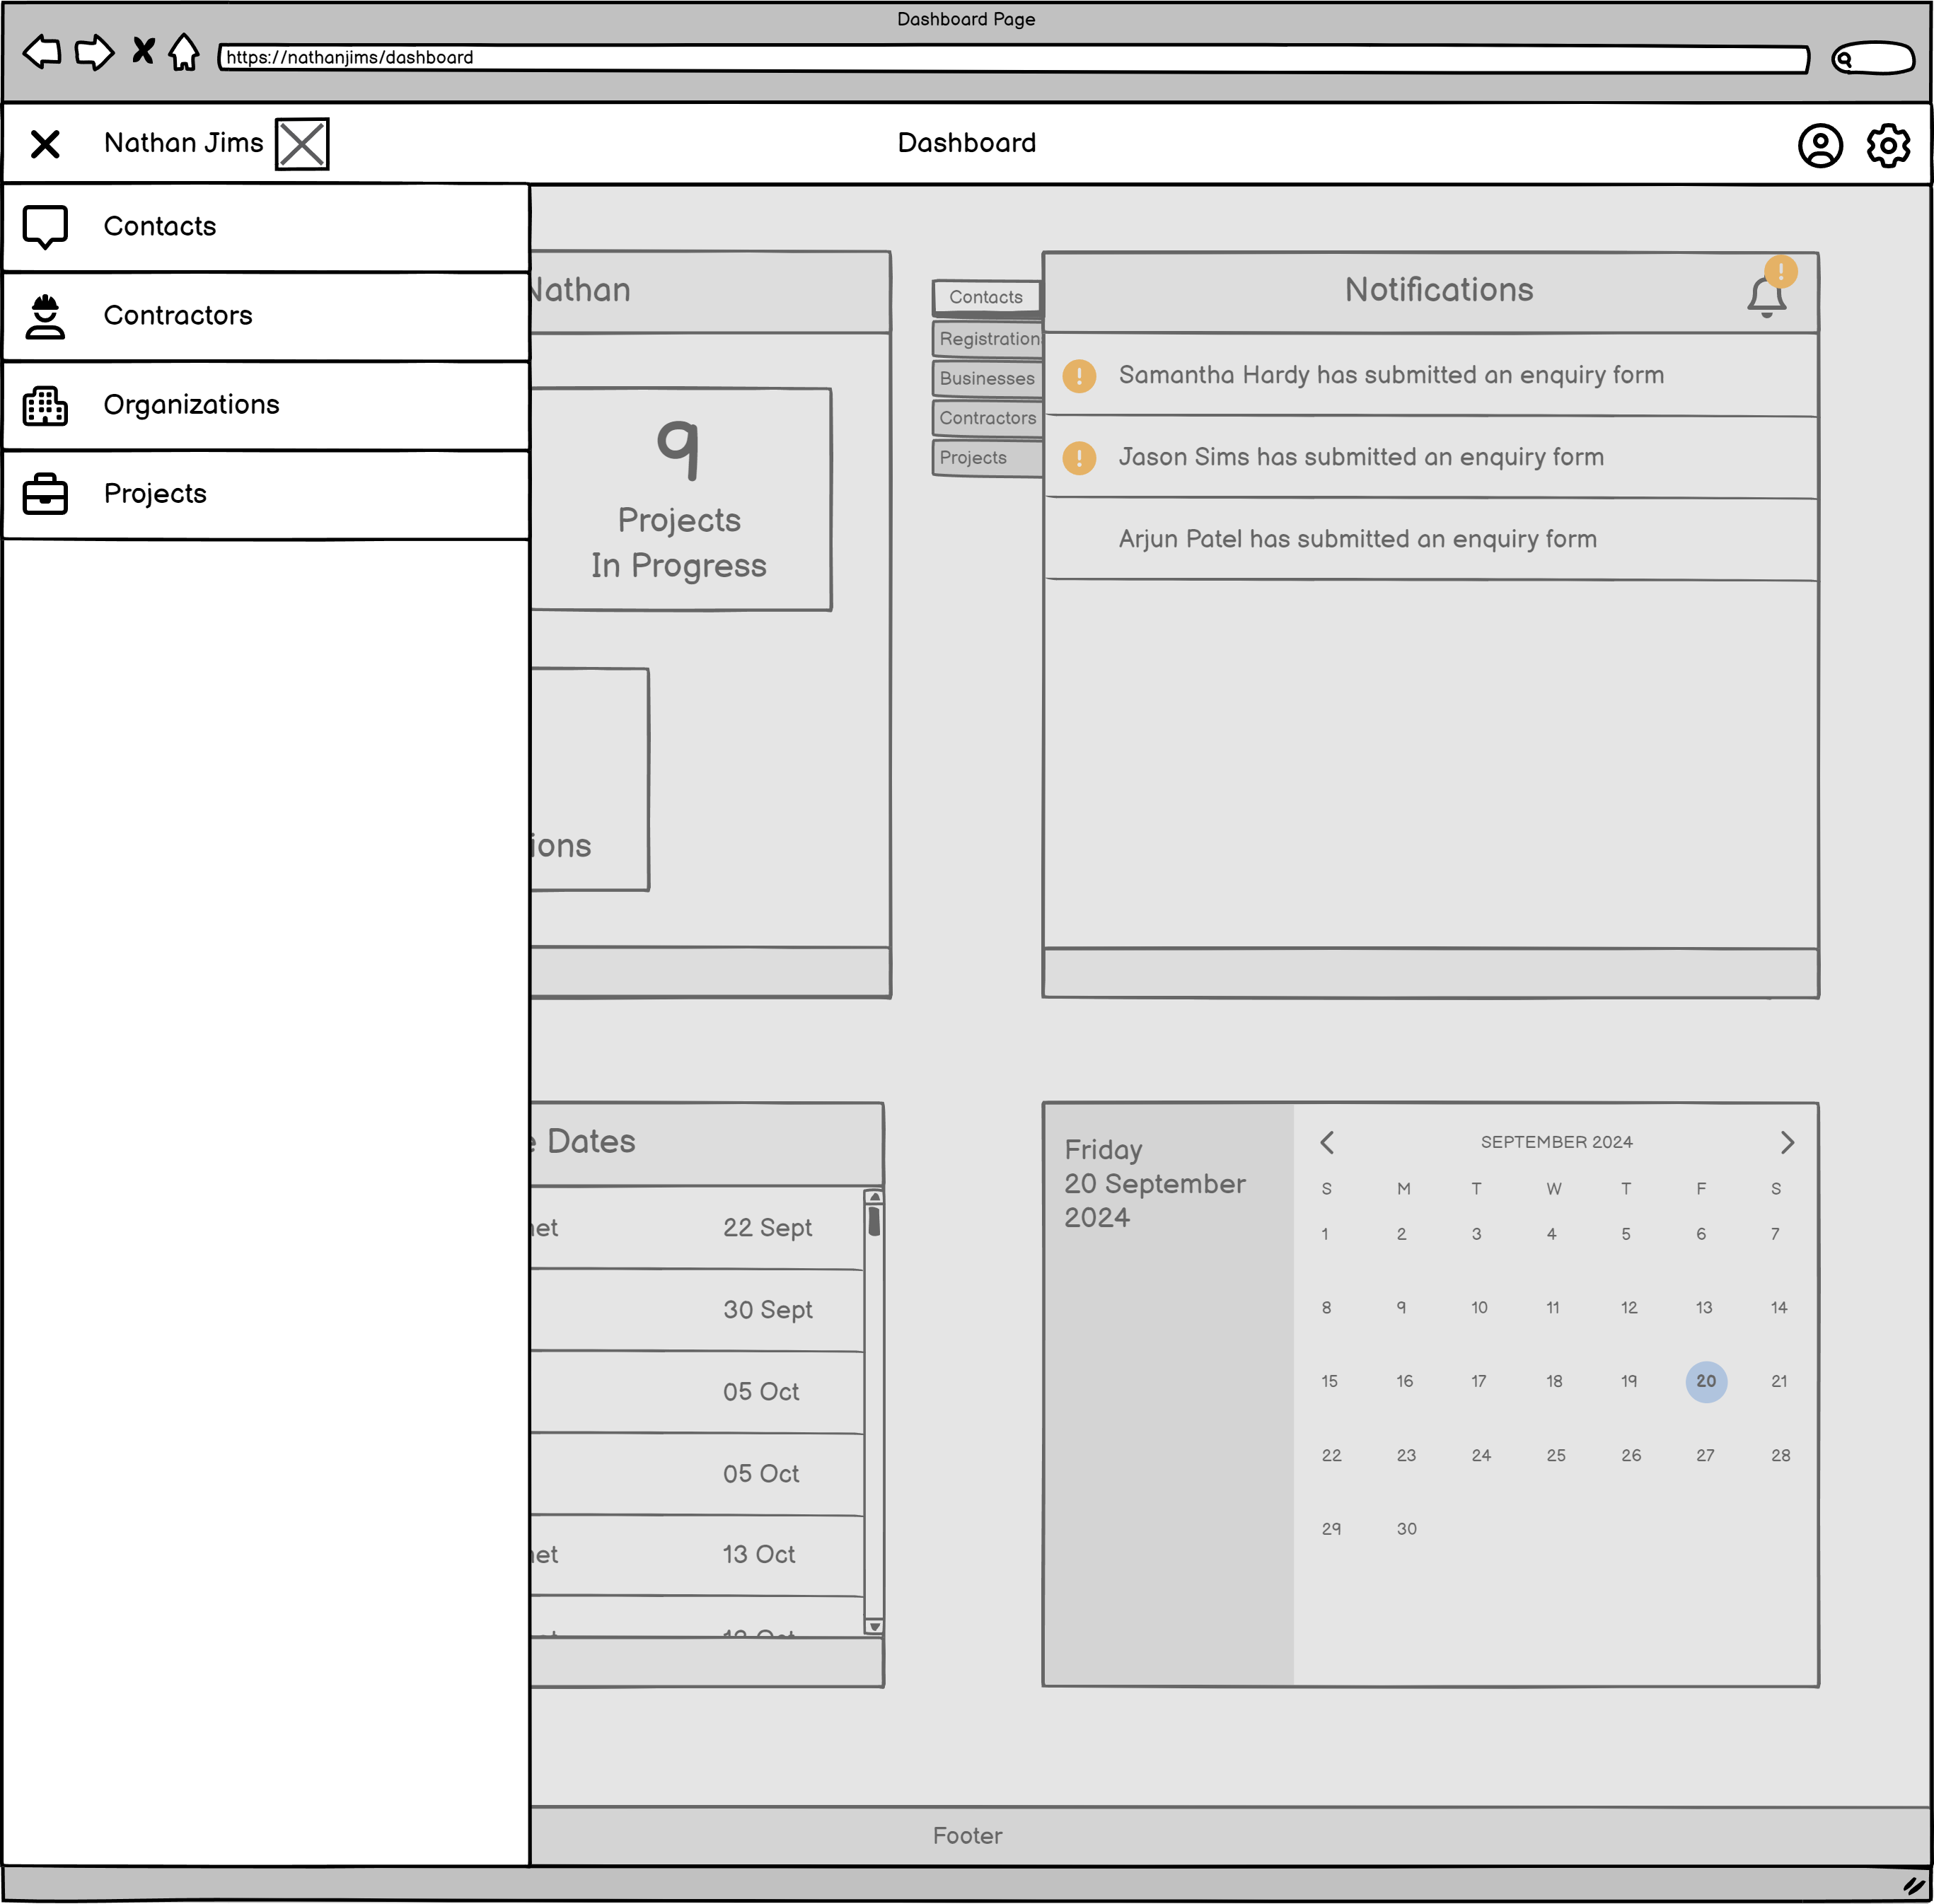 Dashboard Page
https://nathanjims/dashboard
Nathan Jims
Dashboard
Contacts
Contractors
Organizations
Projects
Nathan
9
Projects
In Progress
ions
Contacts
Registration
Businesses
Contractors
Projects
Notifications
Samantha Hardy has submitted an enquiry form
Jason Sims has submitted an enquiry form
Arjun Patel has submitted an enquiry form
e Dates
et 22 Sept
30 Sept
05 Oct
05 Oct
et 13 Oct
Friday
20 September
2024
SEPTEMBER 2024
S M T W T F S
1 2 3 4 5 6 7
8 9 10 11 12 13 14
15 16 17 18 19 20 21
22 23 24 25 26 27 28
29 30
Footer